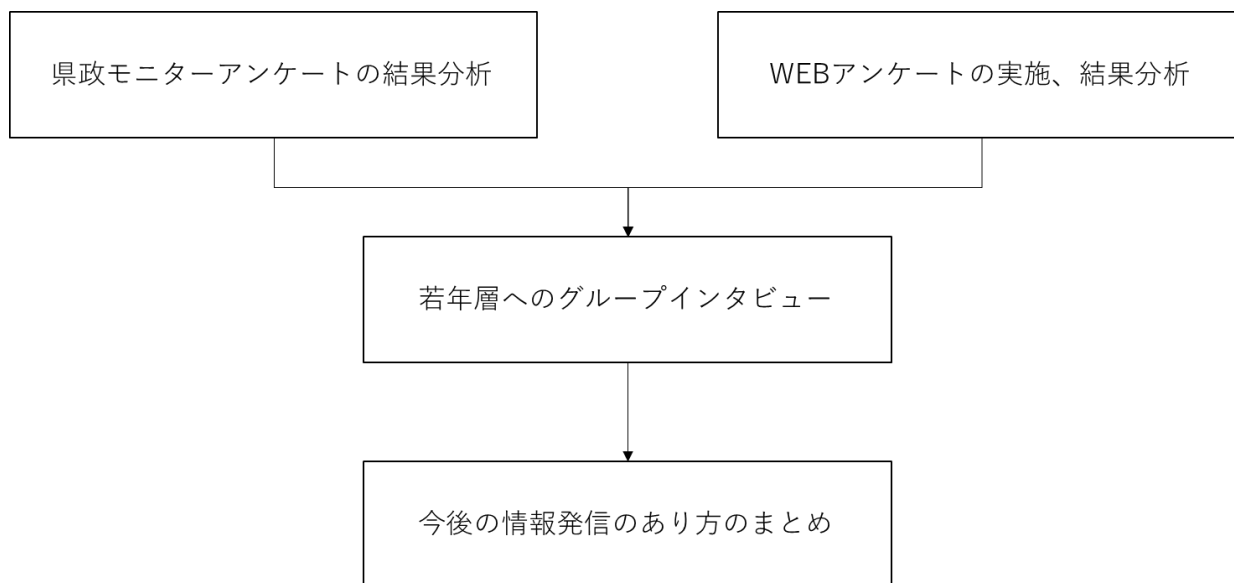 県政モニターアンケートの結果分析
WEBアンケートの実施、結果分析
若年層へのグループインタビュー
今後の情報発信のあり方のまとめ